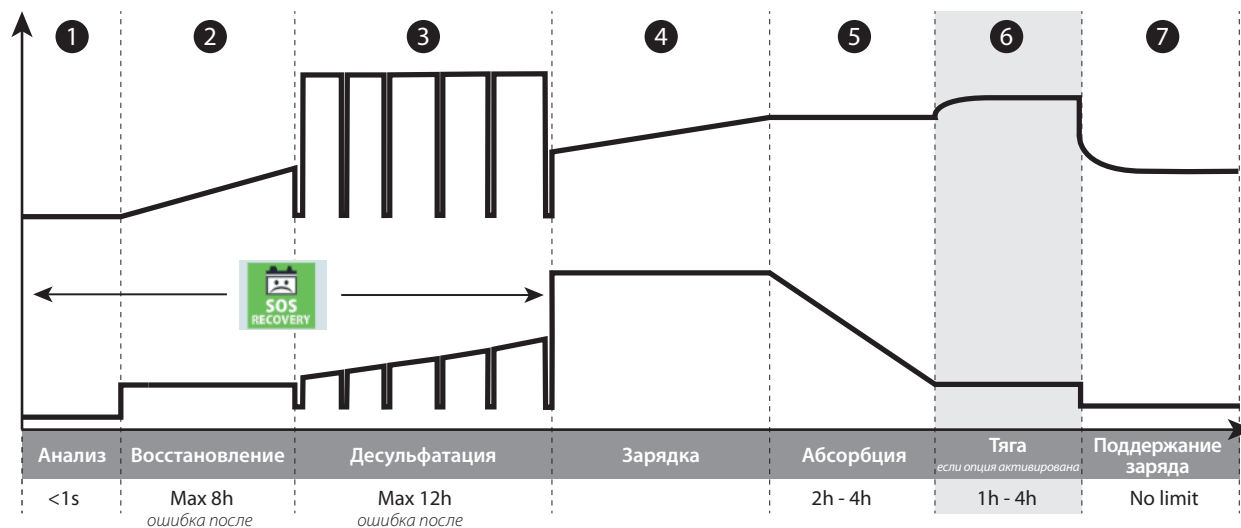 1 2 3 4 5 6 7
SOS
RECOVERY
Анализ Восстановление Десульфатация Зарядка Абсорбция Тяга Поддержание
если опция активирована заряда
<1s Max 8h Max 12h 2h - 4h 1h - 4h No limit
ошибка после ошибка после